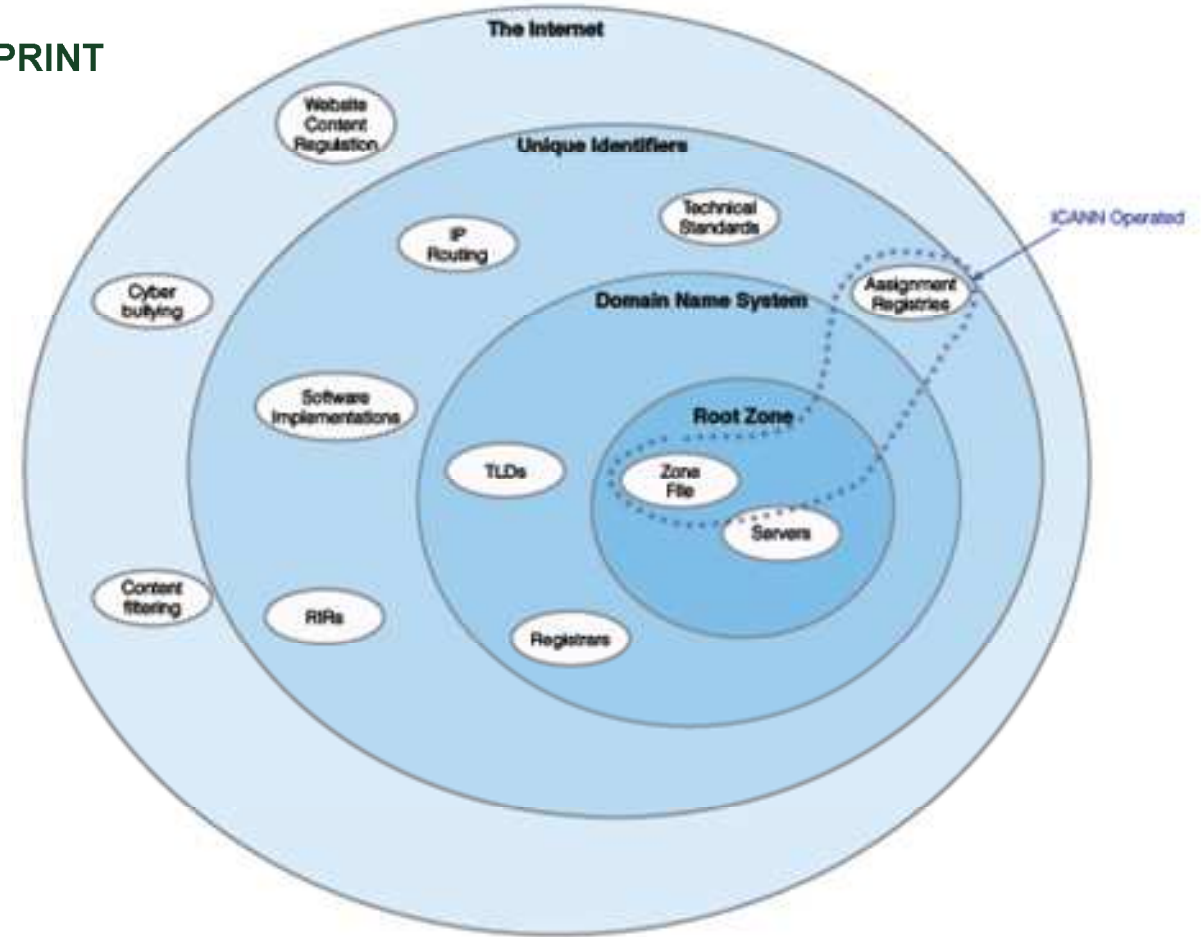 PRINT
The Internet
Website
Content
Regulation
Unique Identifiers
Technical
Standards
ICANN Operated
IP
Routing
Cyber
bullying
Domain Name System
Assignment
Registries
Software
Implementations
Root Zone
TLDs
Zone
File
Servers
Content
filtering
RIRs
Registrars